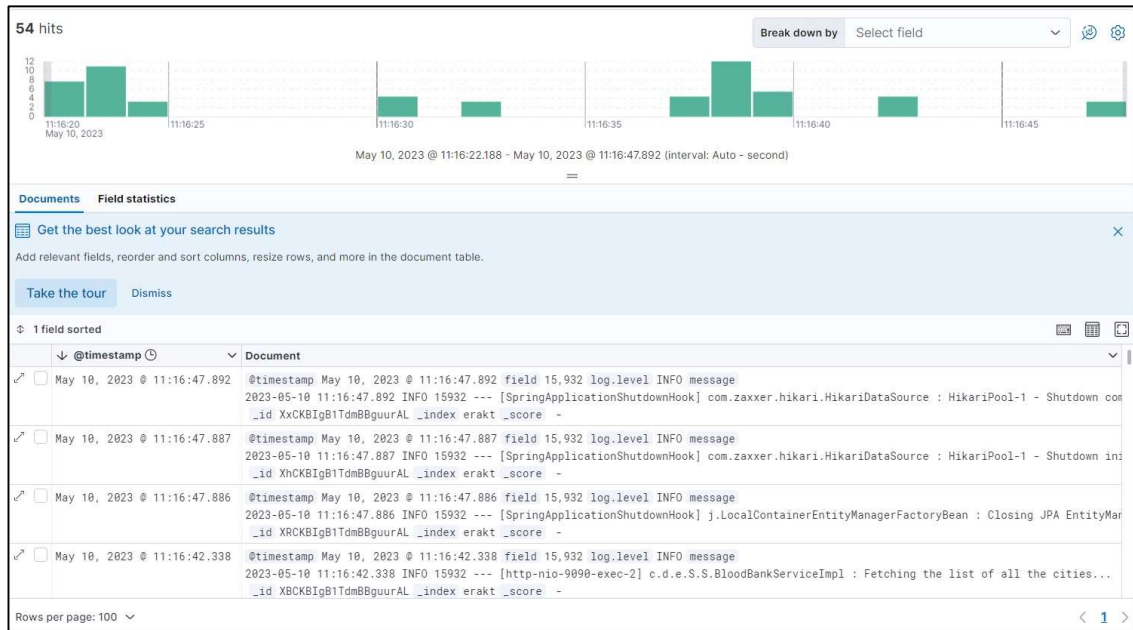 54 hits
Break down by Select field
12
10
8
6
4
2
0
11:16:20 11:16:25 11:16:30 11:16:35 11:16:40 11:16:45
May 10, 2023
May 10, 2023 @ 11:16:22.188 - May 10, 2023 @ 11:16:47.892 (interval: Auto - second)
Documents Field statistics
Get the best look at your search results
Add relevant fields, reorder and sort columns, resize rows, and more in the document table.
Take the tour Dismiss
1 field sorted
@timestamp Document
May 10, 2023 @ 11:16:47.892 @timestamp May 10, 2023 @ 11:16:47.892 field 15,932 log.level INFO message
2023-05-10 11:16:47.892 INFO 15932 --- [SpringApplicationShutdownHook] com.zaxxer.hikari.HikariDataSource : HikariPool-1 - Shutdown com
_id XxCKBIgB1TdmBBguurAL _index erakt _score -
May 10, 2023 @ 11:16:47.887 @timestamp May 10, 2023 @ 11:16:47.887 field 15,932 log.level INFO message
2023-05-10 11:16:47.887 INFO 15932 --- [SpringApplicationShutdownHook] com.zaxxer.hikari.HikariDataSource : HikariPool-1 - Shutdown ini
_id XhCKBIgB1TdmBBguurAL _index erakt _score -
May 10, 2023 @ 11:16:47.886 @timestamp May 10, 2023 @ 11:16:47.886 field 15,932 log.level INFO message
2023-05-10 11:16:47.886 INFO 15932 --- [SpringApplicationShutdownHook] j.LocalContainerEntityManagerFactoryBean : Closing JPA EntityMan
_id XRCKBIgB1TdmBBguurAL _index erakt _score -
May 10, 2023 @ 11:16:42.338 @timestamp May 10, 2023 @ 11:16:42.338 field 15,932 log.level INFO message
2023-05-10 11:16:42.338 INFO 15932 --- [http-nio-9090-exec-2] c.d.e.S.S.BloodBankServiceImpl : Fetching the list of all the cities...
_id XBCKBIgB1TdmBBguurAL _index erakt _score -
Rows per page: 100 < 1 >